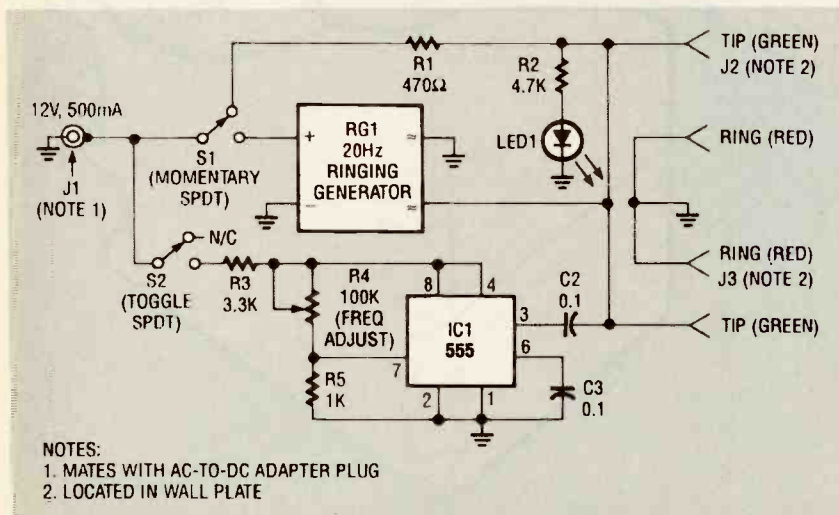 R1
470Ω
TIP (GREEN)
J2 (NOTE 2)
R2
4.7K
12V, 500mA
J1
(NOTE 1)
S1
(MOMENTARY
SPDT)
+
−
RG1
20Hz
RINGING
GENERATOR
≈
≈
LED1
RING (RED)
RING (RED)
J3 (NOTE 2)
TIP (GREEN)
N/C
S2
(TOGGLE
SPDT)
R3
3.3K
R4
100K
(FREQ
ADJUST)
R5
1K
8
4
7
IC1
555
3
6
2
1
C2
0.1
C3
0.1
NOTES:
1. MATES WITH AC-TO-DC ADAPTER PLUG
2. LOCATED IN WALL PLATE